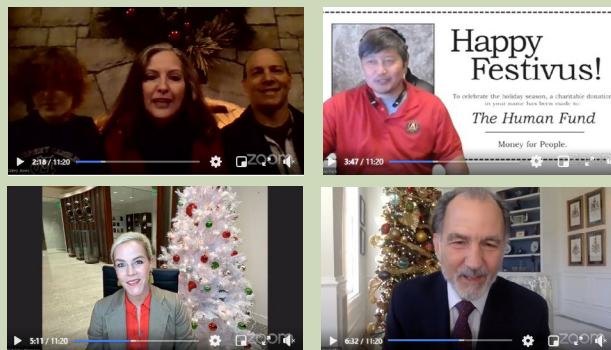 2:18 / 11:20
zoom
Happy
Festivus!
To celebrate the holiday season, a charitable donation
in your name has been made to:
The Human Fund
Money for People.
3:47 / 11:20
zoom
5:11 / 11:20
zoom
6:32 / 11:20
zoom